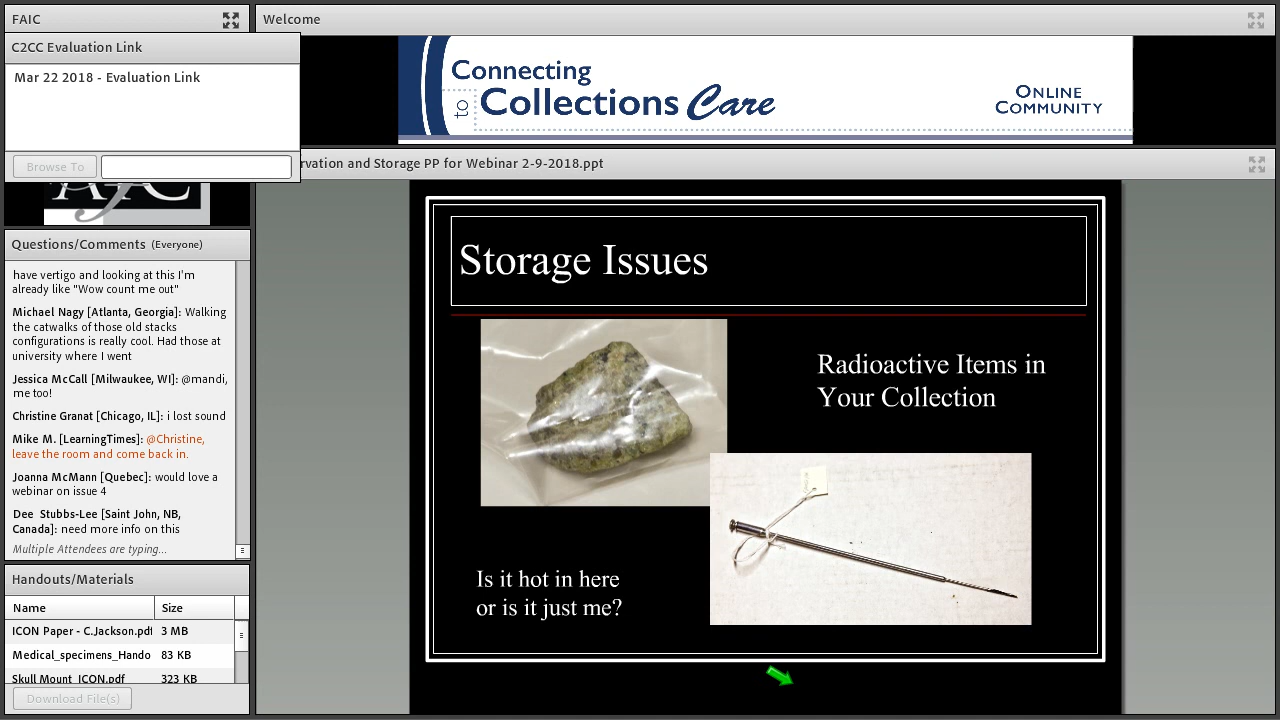 FAIC
C2CC Evaluation Link
Mar 22 2018 - Evaluation Link
Browse To
Questions/Comments (Everyone)
have vertigo and looking at this I'm
already like "Wow count me out"
Michael Nagy [Atlanta, Georgia]: Walking
the catwalks of those old stacks
configurations is really cool. Had those at
university where I went
Jessica McCall [Milwaukee, WI]: @mandi,
me too!
Christine Granat [Chicago, IL]: i lost sound
Mike M. [LearningTimes]: @Christine,
leave the room and come back in.
Joanna McMann [Quebec]: would love a
webinar on issue 4
Dee Stubbs-Lee [Saint John, NB,
Canada]: need more info on this
Multiple Attendees are typing...
Handouts/Materials
Name Size
ICON Paper - C.Jackson.pdf 3 MB
Medical_specimens_Hando 83 KB
Skull Mount_ICON.pdf 323 KB
Download File(s)
Welcome
Connecting
to Collections Care
ONLINE
COMMUNITY
rvation and Storage PP for Webinar 2-9-2018.ppt
Storage Issues
Radioactive Items in
Your Collection
Is it hot in here
or is it just me?